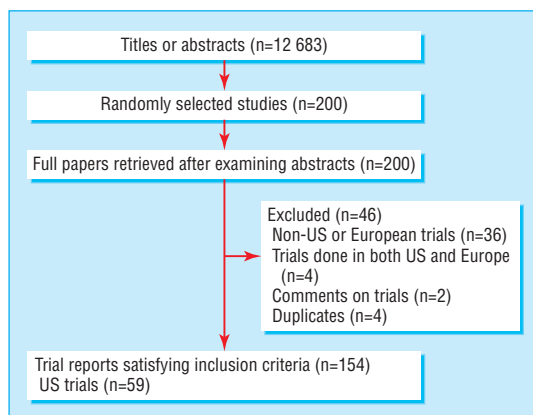 Titles or abstracts (n=12 683)
Randomly selected studies (n=200)
Full papers retrieved after examining abstracts (n=200)
Excluded (n=46)
Non-US or European trials (n=36)
Trials done in both US and Europe
(n=4)
Comments on trials (n=2)
Duplicates (n=4)
Trial reports satisfying inclusion criteria (n=154)
US trials (n=59)